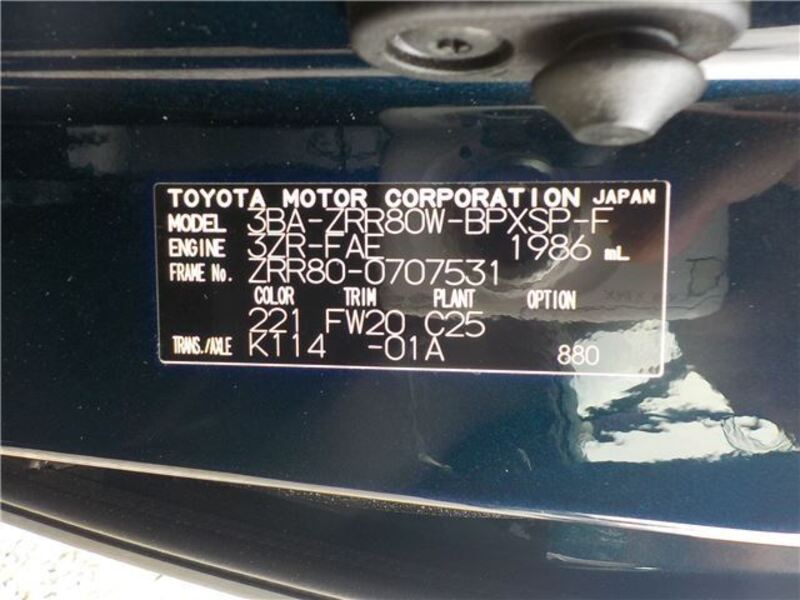 TOYOTA MOTOR CORPORATION JAPAN
MODEL 3BA-ZRR80W-BPXSP-F
ENGINE 3ZR-FAE 1986 mL
FRAME No. ZRR80-0707531
COLOR TRIM PLANT OPTION
221 FW20 C25
TRANS./AXLE K114 -01A 880